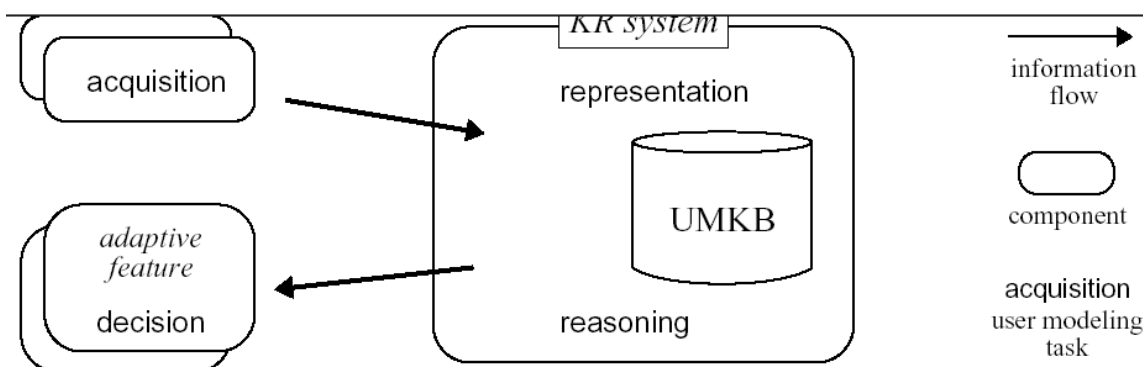 KR system
acquisition
representation
UMKB
adaptive
feature
decision
reasoning
information
flow
component
acquisition
user modeling
task